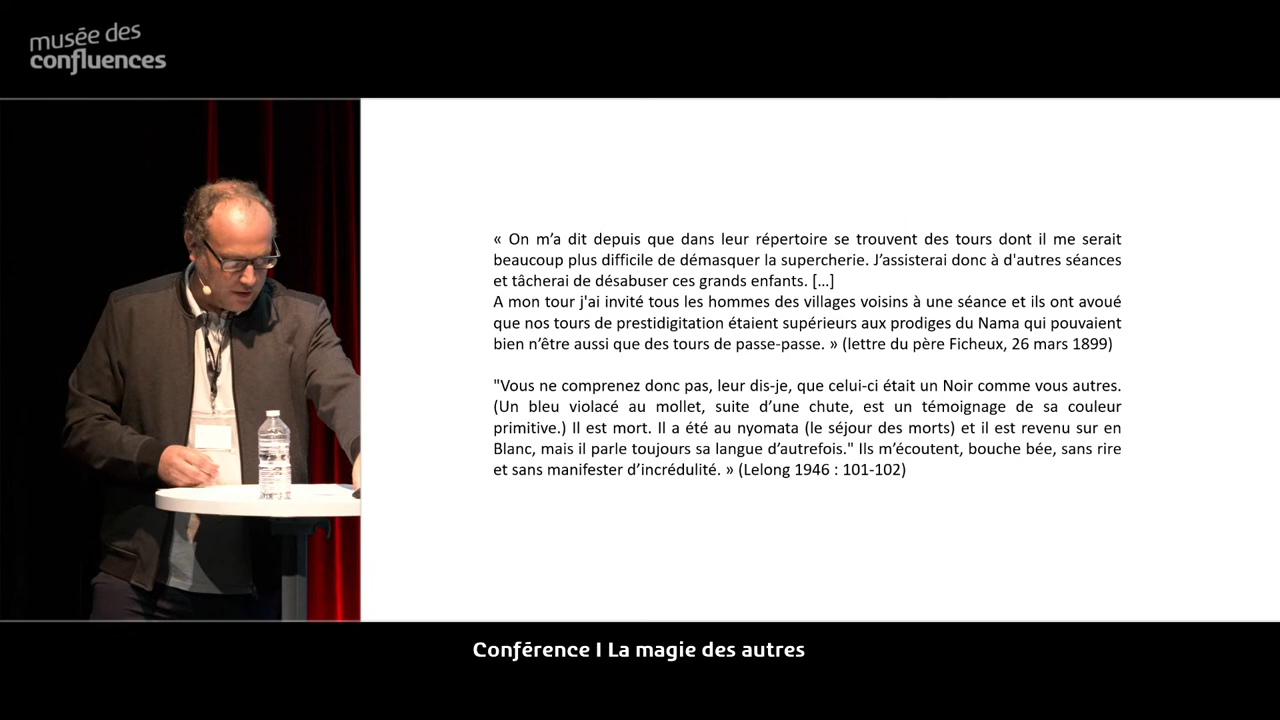 musée des
confluences
« On m’a dit depuis que dans leur répertoire se trouvent des tours dont il me serait
beaucoup plus difficile de démasquer la supercherie. J’assisterai donc à d'autres séances
et tâcherai de désabuser ces grands enfants. […]
A mon tour j'ai invité tous les hommes des villages voisins à une séance et ils ont avoué
que nos tours de prestidigitation étaient supérieurs aux prodiges du Nama qui pouvaient
bien n’être aussi que des tours de passe-passe. » (lettre du père Ficheux, 26 mars 1899)
"Vous ne comprenez donc pas, leur dis-je, que celui-ci était un Noir comme vous autres.
(Un bleu violacé au mollet, suite d’une chute, est un témoignage de sa couleur
primitive.) Il est mort. Il a été au nyomata (le séjour des morts) et il est revenu sur en
Blanc, mais il parle toujours sa langue d’autrefois." Ils m’écoutent, bouche bée, sans rire
et sans manifester d’incrédulité. » (Lelong 1946 : 101-102)
Conférence I La magie des autres